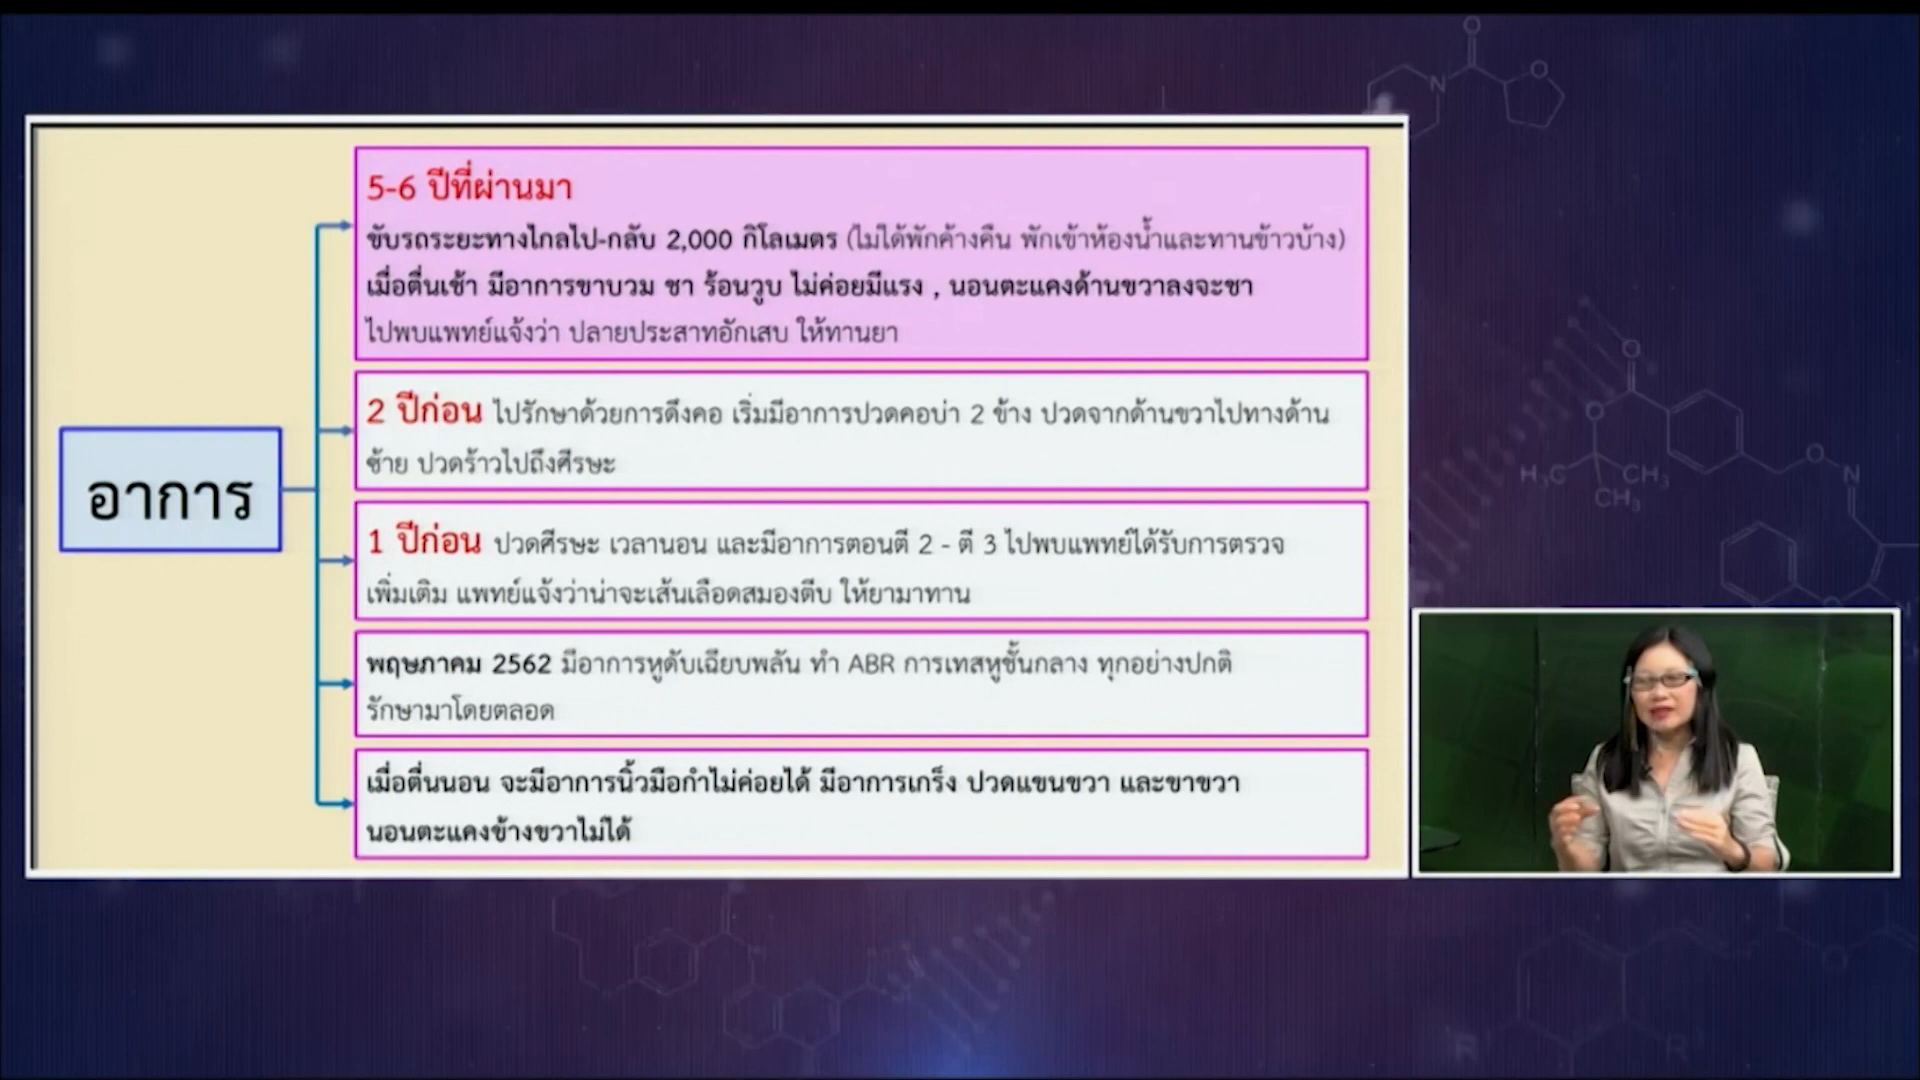 อาการ
5-6 ปีที่ผ่านมา
ขับรถระยะทางไกลไป-กลับ 2,000 กิโลเมตร (ไม่ได้พักค้างคืน พักเข้าห้องน้ำและทานข้าวบ้าง)
เมื่อตื่นเช้า มีอาการขาบวม ชา ร้อนวูบ ไม่ค่อยมีแรง , นอนตะแคงด้านขวาลงจะชา
ไปพบแพทย์แจ้งว่า ปลายประสาทอักเสบ ให้ทานยา
2 ปีก่อน ไปรักษาด้วยการดึงคอ เริ่มมีอาการปวดคอบ่า 2 ข้าง ปวดจากด้านขวาไปทางด้าน
ซ้าย ปวดร้าวไปถึงศีรษะ
1 ปีก่อน ปวดศีรษะ เวลานอน และมีอาการตอนตี 2 - ตี 3 ไปพบแพทย์ได้รับการตรวจ
เพิ่มเติม แพทย์แจ้งว่าน่าจะเส้นเลือดสมองตีบ ให้ยามาทาน
พฤษภาคม 2562 มีอาการหูดับเฉียบพลัน ทำ ABR การเทสหูชั้นกลาง ทุกอย่างปกติ
รักษามาโดยตลอด
เมื่อตื่นนอน จะมีอาการนิ้วมือกำไม่ค่อยได้ มีอาการเกร็ง ปวดแขนขวา และขาขวา
นอนตะแคงข้างขวาไม่ได้
N
O
O
O
O
O
N
H₃C
CH₃
CH₃